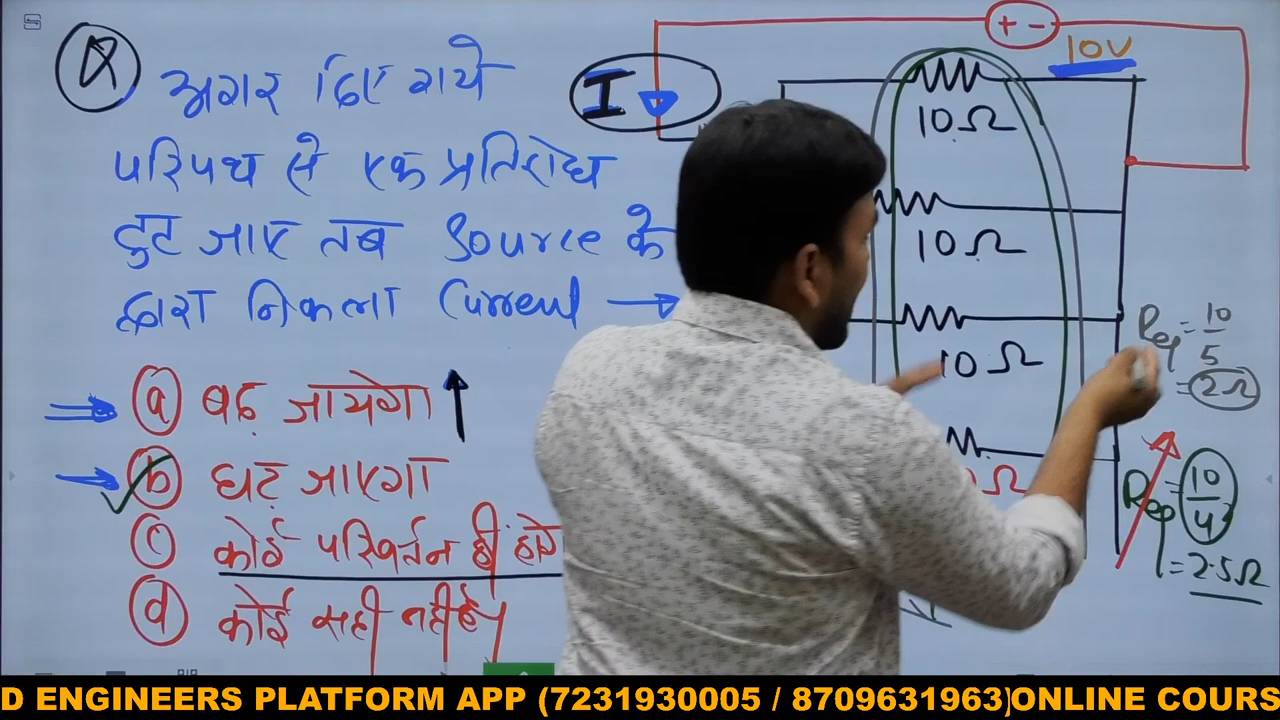 Q अगर दिए गये
परिपथ से एक प्रतिरोध
टुट जाए तब Source के
द्वारा निकला Current →
(a) बढ़ जायेगा ↑
(b) घट जाएगा
(c) कोई परिवर्तन ही होगे
(d) कोई सही नही है।
I
+ -
10V
10Ω
10Ω
10Ω
Ω
Req = 10/5
= 2Ω
Req = 10/4
= 2.5Ω
D ENGINEERS PLATFORM APP (7231930005 / 8709631963)ONLINE COURS